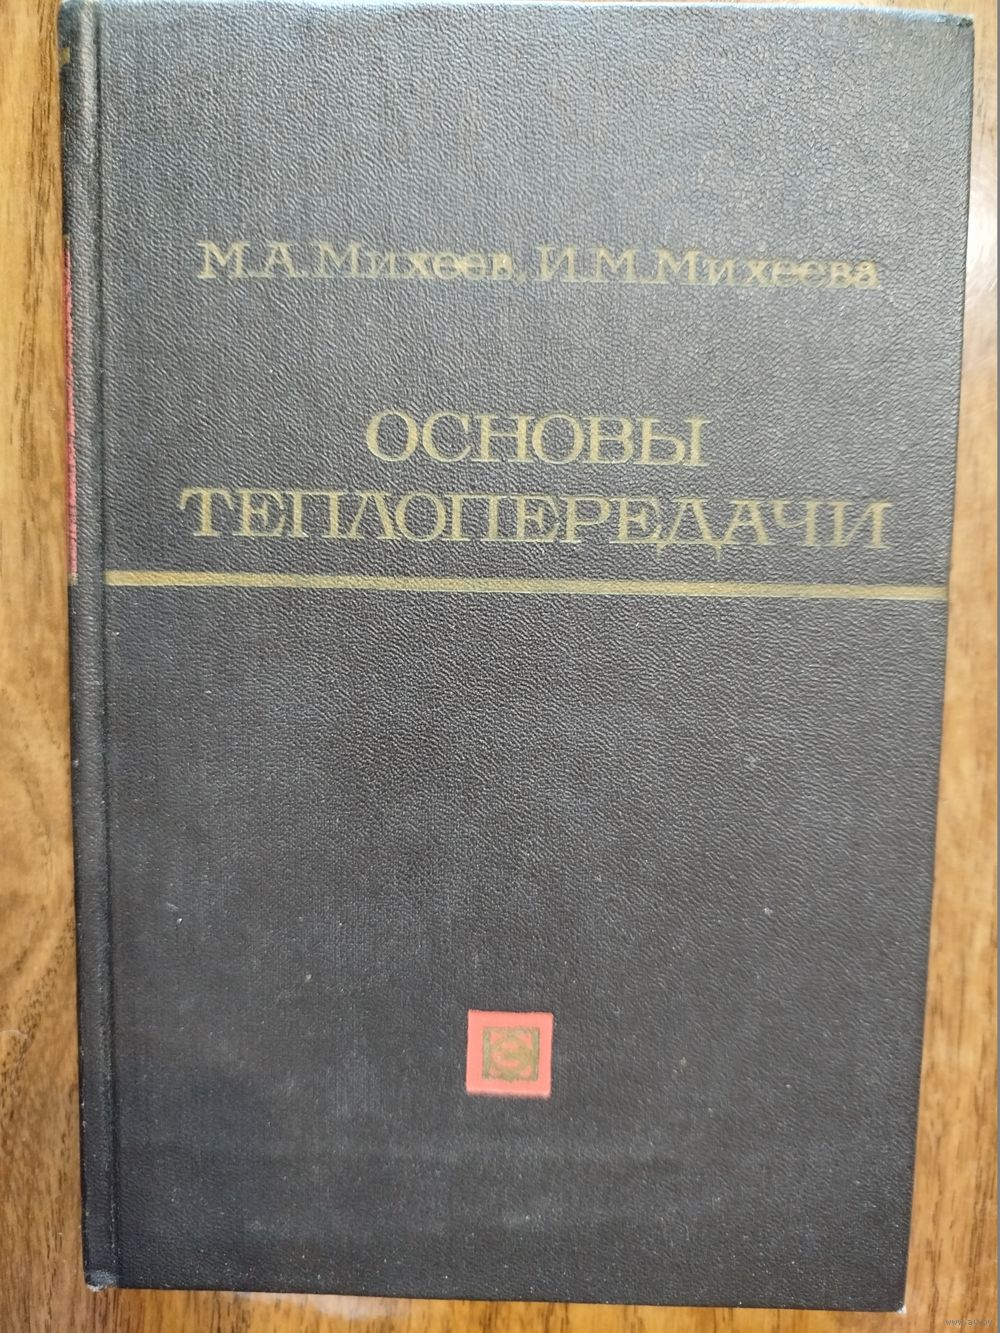 М.А.Михеев, И.М.Михеева
ОСНОВЫ
ТЕПЛОПЕРЕДАЧИ